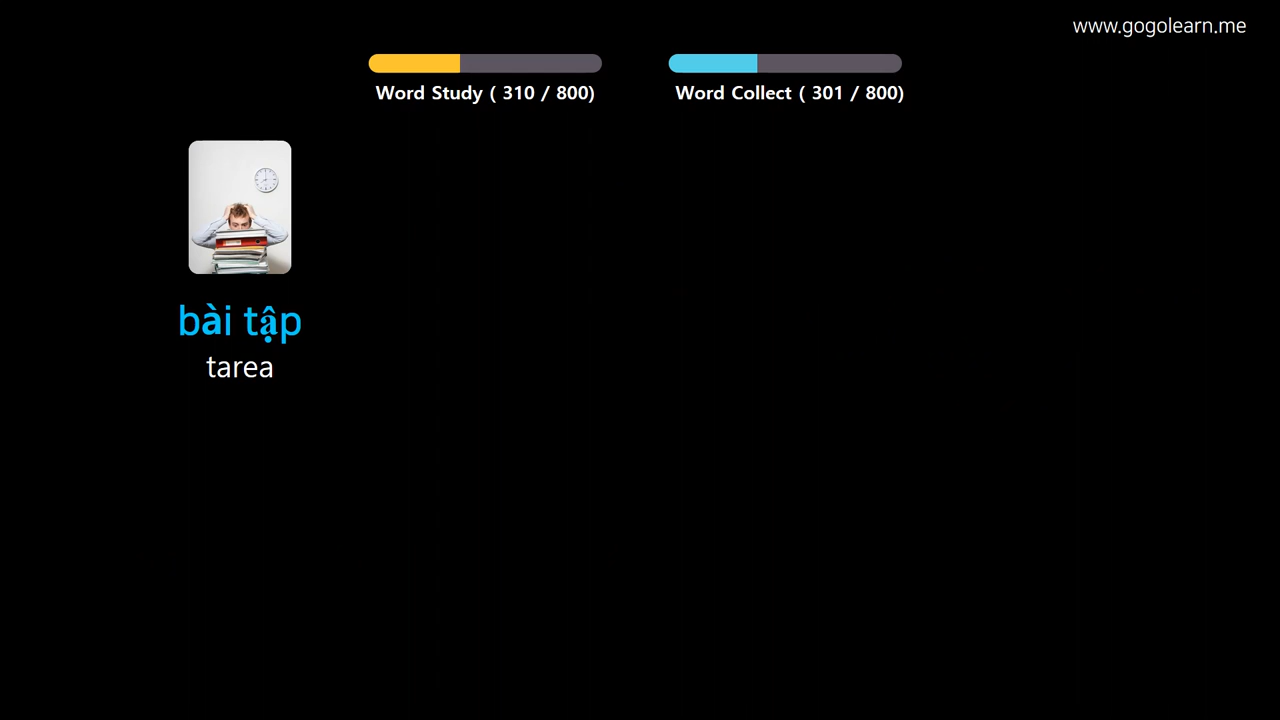 www.gogolearn.me
Word Study ( 310 / 800)
Word Collect ( 301 / 800)
bài tập
tarea